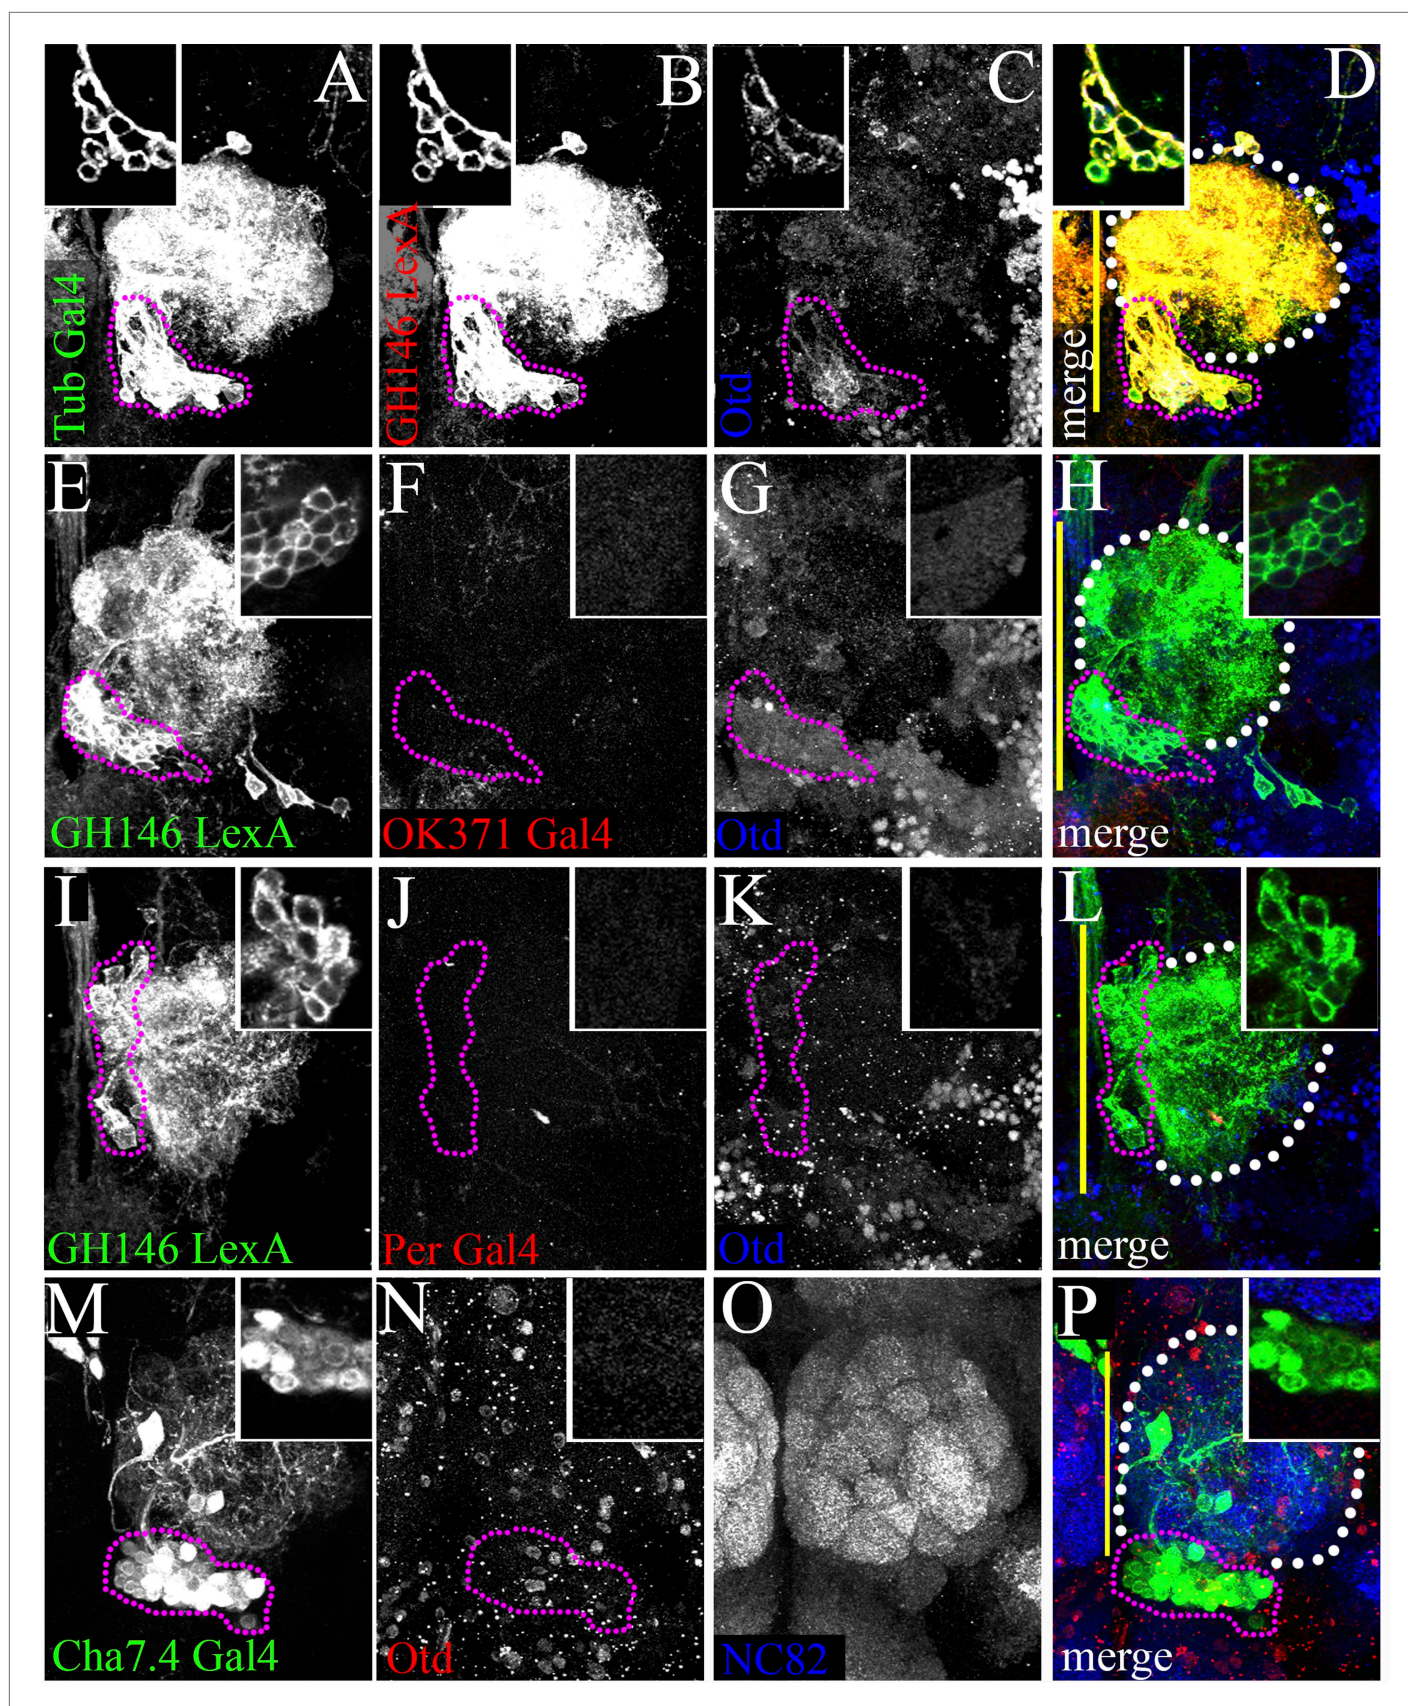 A
Tub Gal4
B
GH146 LexA
C
Otd
D
merge
E
GH146 LexA
F
OK371 Gal4
G
Otd
H
merge
I
GH146 LexA
J
Per Gal4
K
Otd
L
merge
M
Cha7.4 Gal4
N
Otd
O
NC82
P
merge